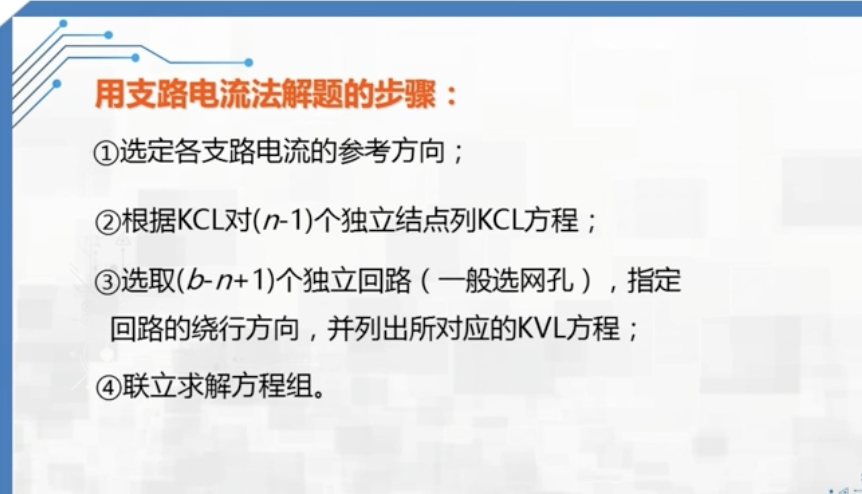 用支路电流法解题的步骤：
①选定各支路电流的参考方向；
②根据KCL对(n-1)个独立结点列KCL方程；
③选取(b-n+1)个独立回路（一般选网孔），指定
回路的绕行方向，并列出所对应的KVL方程；
④联立求解方程组。